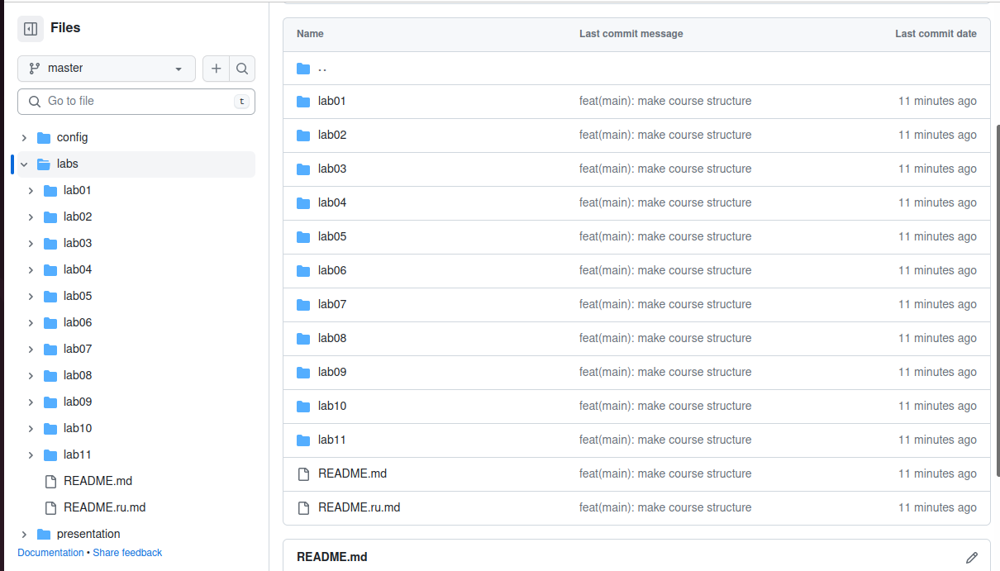 Files
master
Go to file
t
config
labs
lab01
lab02
lab03
lab04
lab05
lab06
lab07
lab08
lab09
lab10
lab11
README.md
README.ru.md
presentation
Documentation • Share feedback
Name Last commit message Last commit date
..
lab01 feat(main): make course structure 11 minutes ago
lab02 feat(main): make course structure 11 minutes ago
lab03 feat(main): make course structure 11 minutes ago
lab04 feat(main): make course structure 11 minutes ago
lab05 feat(main): make course structure 11 minutes ago
lab06 feat(main): make course structure 11 minutes ago
lab07 feat(main): make course structure 11 minutes ago
lab08 feat(main): make course structure 11 minutes ago
lab09 feat(main): make course structure 11 minutes ago
lab10 feat(main): make course structure 11 minutes ago
lab11 feat(main): make course structure 11 minutes ago
README.md feat(main): make course structure 11 minutes ago
README.ru.md feat(main): make course structure 11 minutes ago
README.md